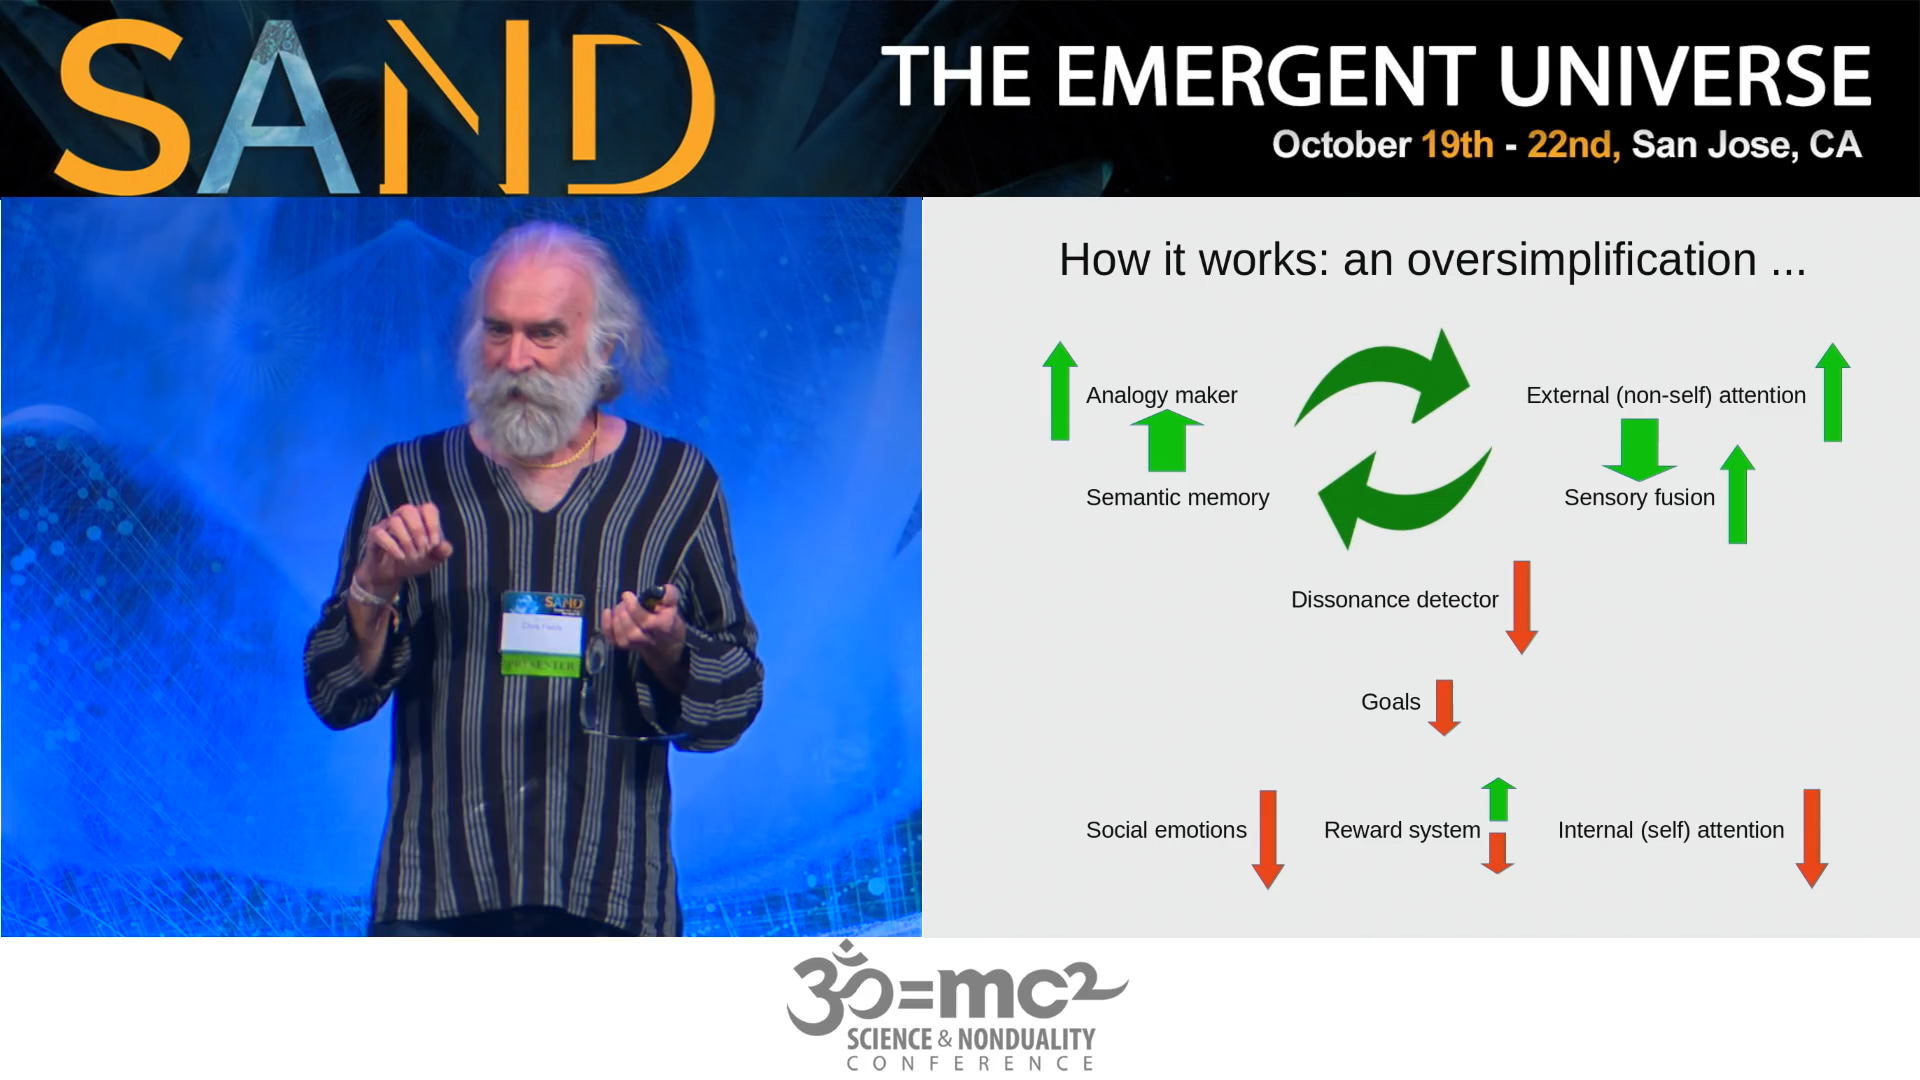 SAND
THE EMERGENT UNIVERSE
October 19th - 22nd, San Jose, CA
How it works: an oversimplification ...
Analogy maker
External (non-self) attention
Semantic memory
Sensory fusion
Dissonance detector
Goals
Social emotions
Reward system
Internal (self) attention
SAND
Chris Fields
PRESENTER
ॐ=mc2
SCIENCE & NONDUALITY
CONFERENCE